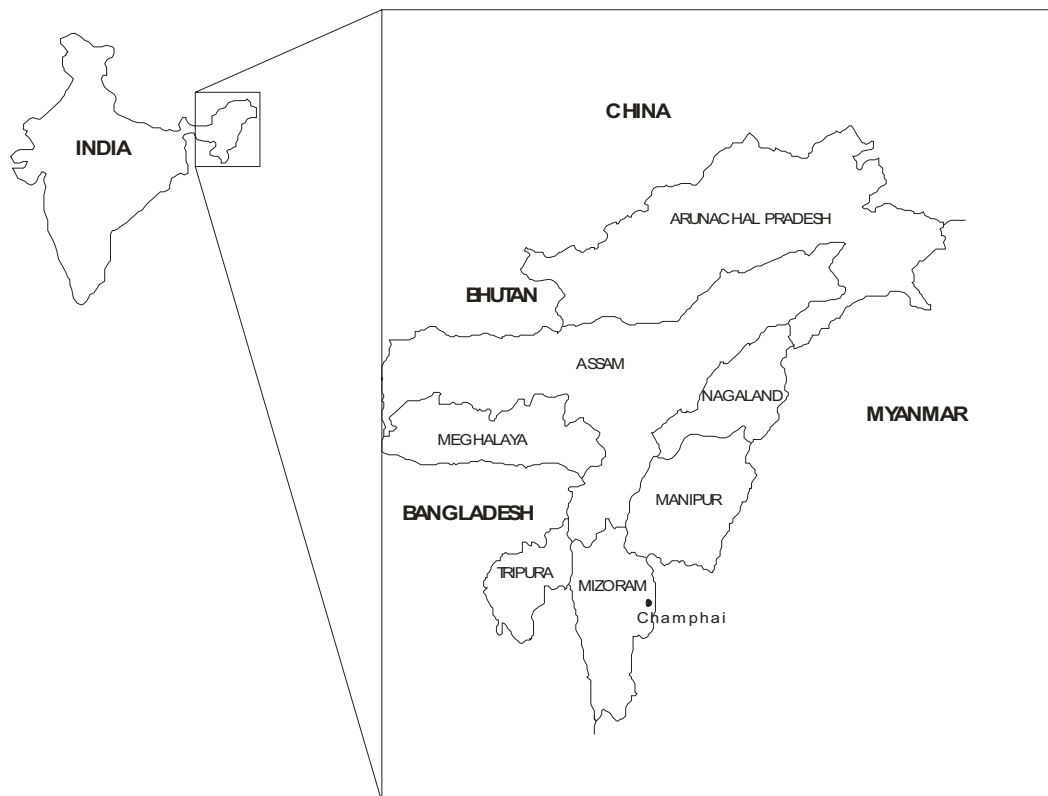 INDIA
CHINA
ARUNACHAL PRADESH
BHUTAN
ASSAM
NAGALAND
MYANMAR
MEGHALAYA
MANIPUR
BANGLADESH
TRIPURA
MIZORAM
Champhai